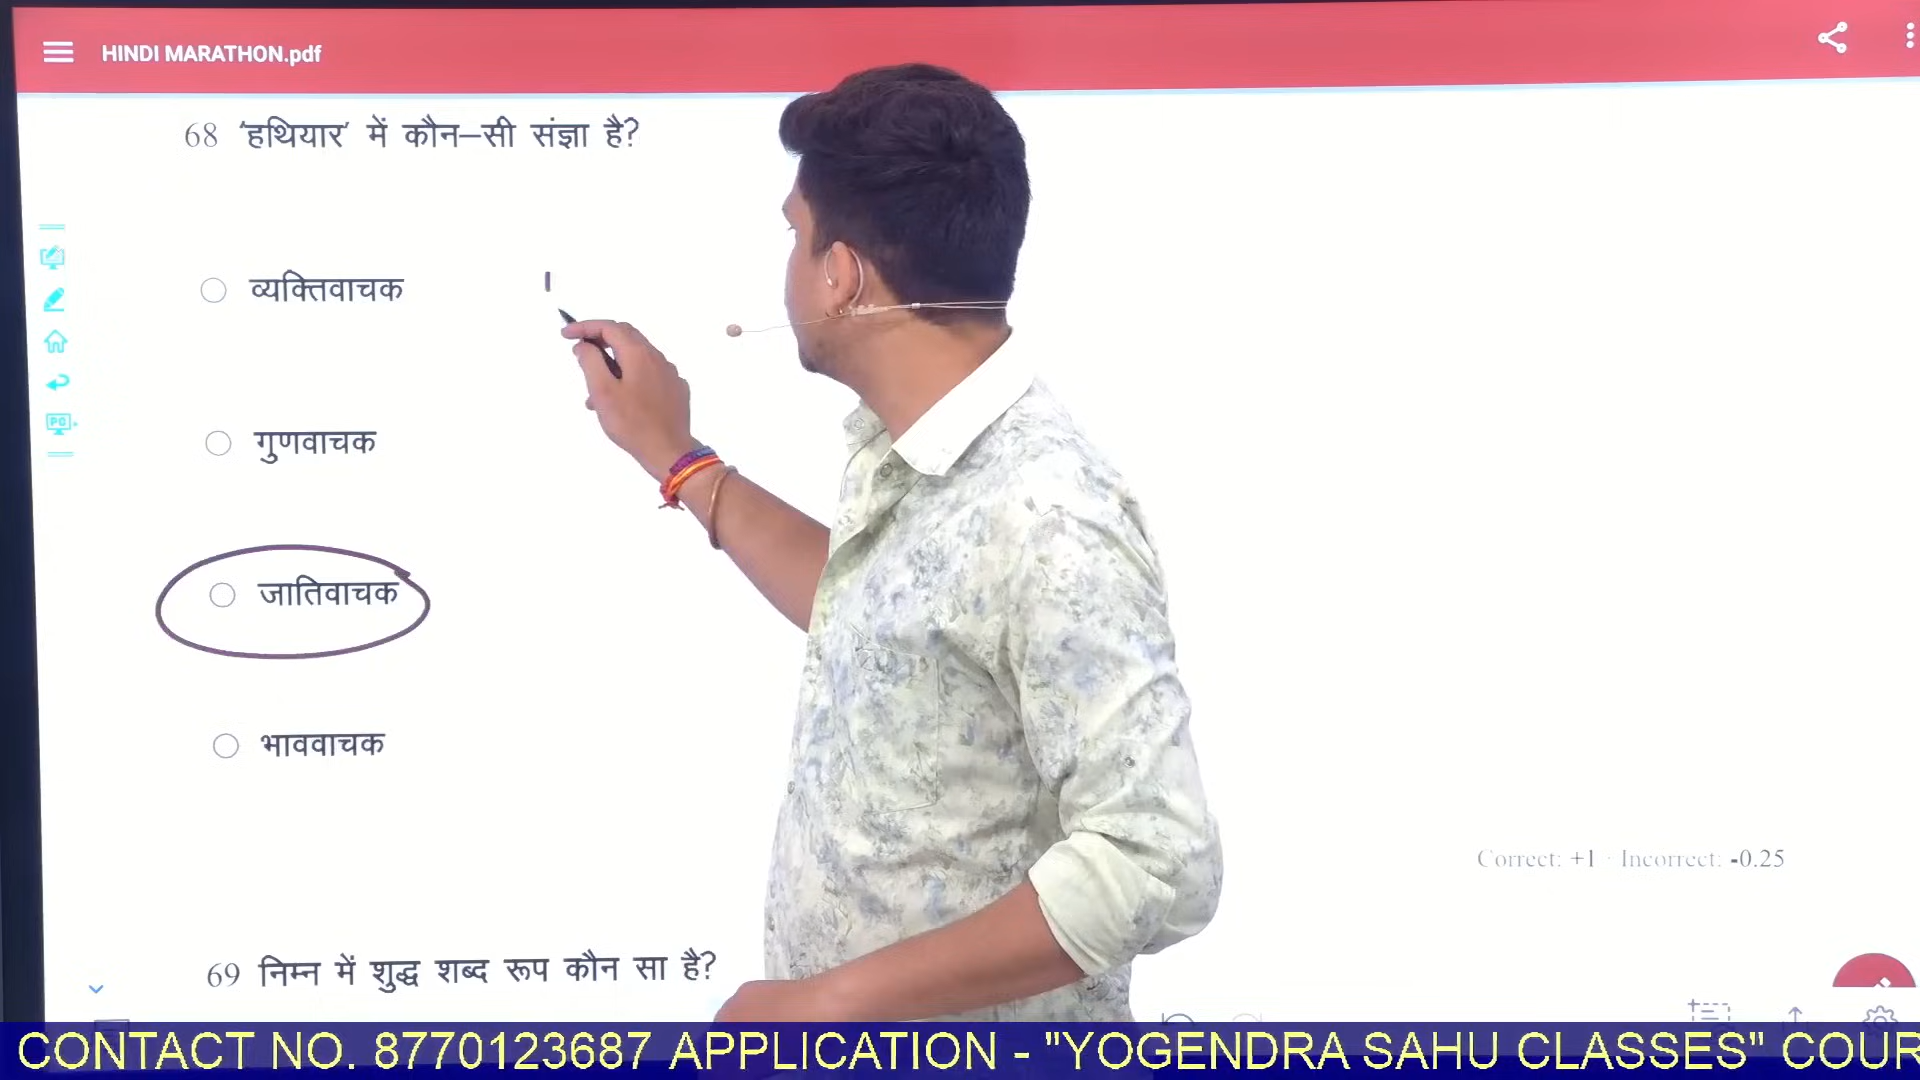 HINDI MARATHON.pdf
68 ‘हथियार’ में कौन–सी संज्ञा है?
व्यक्तिवाचक
गुणवाचक
जातिवाचक
भाववाचक
Correct: +1 · Incorrect: -0.25
69 निम्न में शुद्ध शब्द रूप कौन सा है?
CONTACT NO. 8770123687 APPLICATION - "YOGENDRA SAHU CLASSES" COUR